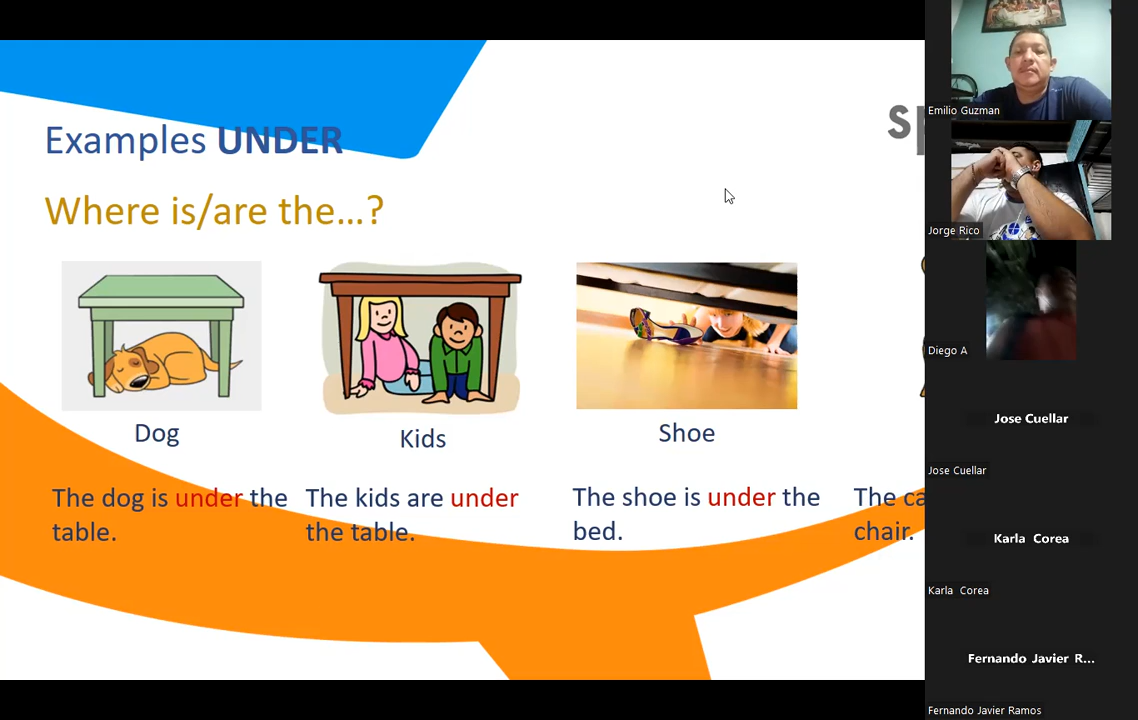 Examples UNDER
Where is/are the...?
Dog
Kids
Shoe
The dog is under the
table.
The kids are under
the table.
The shoe is under the
bed.
The
chair.
Emilio Guzman
Jorge Rico
Diego A
Jose Cuellar
Jose Cuellar
Karla Corea
Karla Corea
Fernando Javier R...
Fernando Javier Ramos